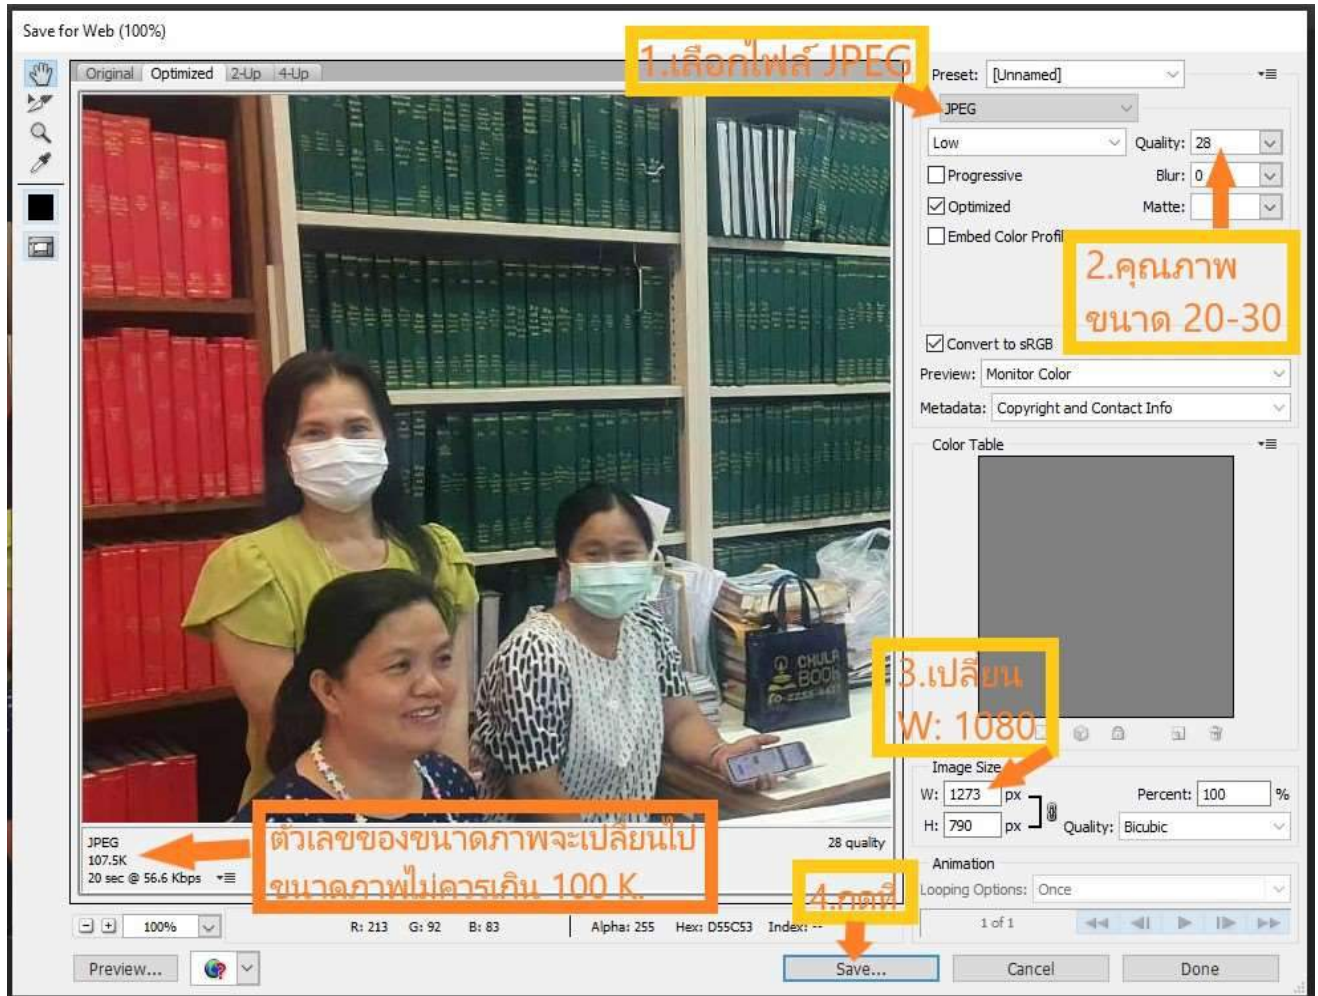 Save for Web (100%)
Original Optimized 2-Up 4-Up
1.เลือกไฟล์ JPEG
Preset: [Unnamed]
JPEG
Low Quality: 28
Progressive Blur: 0
Optimized Matte:
Embed Color Profil
2.คุณภาพ
ขนาด 20-30
Convert to sRGB
Preview: Monitor Color
Metadata: Copyright and Contact Info
Color Table
CHULA
BOOK
3.เปลี่ยน
W: 1080
Image Size
W: 1273 px Percent: 100 %
H: 790 px Quality: Bicubic
ตัวเลขของขนาดภาพจะเปลี่ยนไป
ขนาดภาพไม่ควรเกิน 100 K.
JPEG
107.5K
20 sec @ 56.6 Kbps
28 quality
Animation
Looping Options: Once
1 of 1
4.กดที่
100%
R: 213 G: 92 B: 83 Alpha: 255 Hex: D55C53 Index: --
Preview... Save... Cancel Done